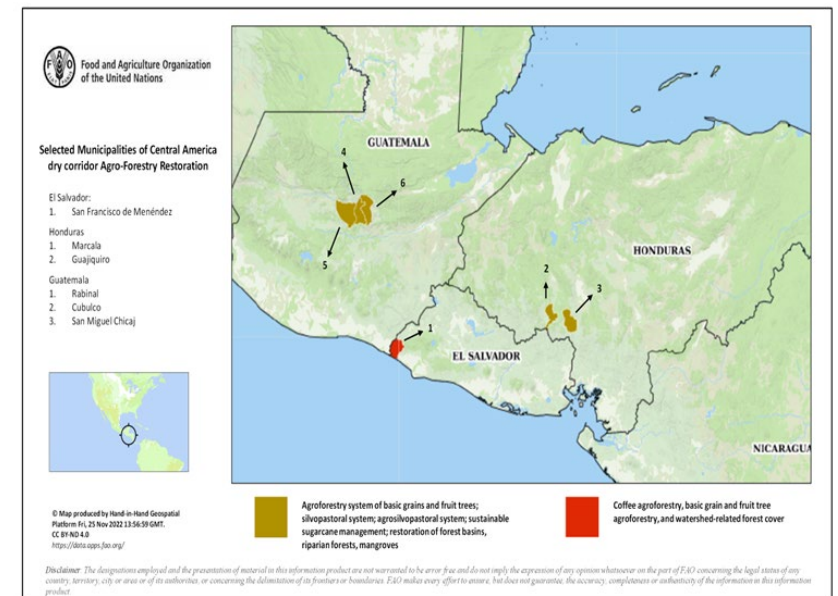 FAO
Food and Agriculture Organization
of the United Nations
Selected Municipalities of Central America
dry corridor Agro-Forestry Restoration
El Salvador:
1. San Francisco de Menéndez
Honduras
1. Marcala
2. Guajiquiro
Guatemala
1. Rabinal
2. Cubulco
3. San Miguel Chicaj
GUATEMALA
4
6
5
HONDURAS
2
3
1
EL SALVADOR
NICARAGUA
© Map produced by Hand-in-Hand Geospatial
Platform Fri, 25 Nov 2022 13:56:59 GMT.
CC BY-ND 4.0
https://data.apps.fao.org/
Agroforestry system of basic grains and fruit trees;
silvopastoral system; agrosilvopastoral system; sustainable
sugarcane management; restoration of forest basins,
riparian forests, mangroves
Coffee agroforestry, basic grain and fruit tree
agroforestry, and watershed-related forest cover
Disclaimer: The designations employed and the presentation of material in this information product are not warranted to be error free and do not imply the expression of any opinion whatsoever on the part of FAO concerning the legal status of any
country, territory, city or area or of its authorities, or concerning the delimitation of its frontiers or boundaries. FAO makes every effort to ensure, but does not guarantee, the accuracy, completeness or authenticity of the information in this information
product.